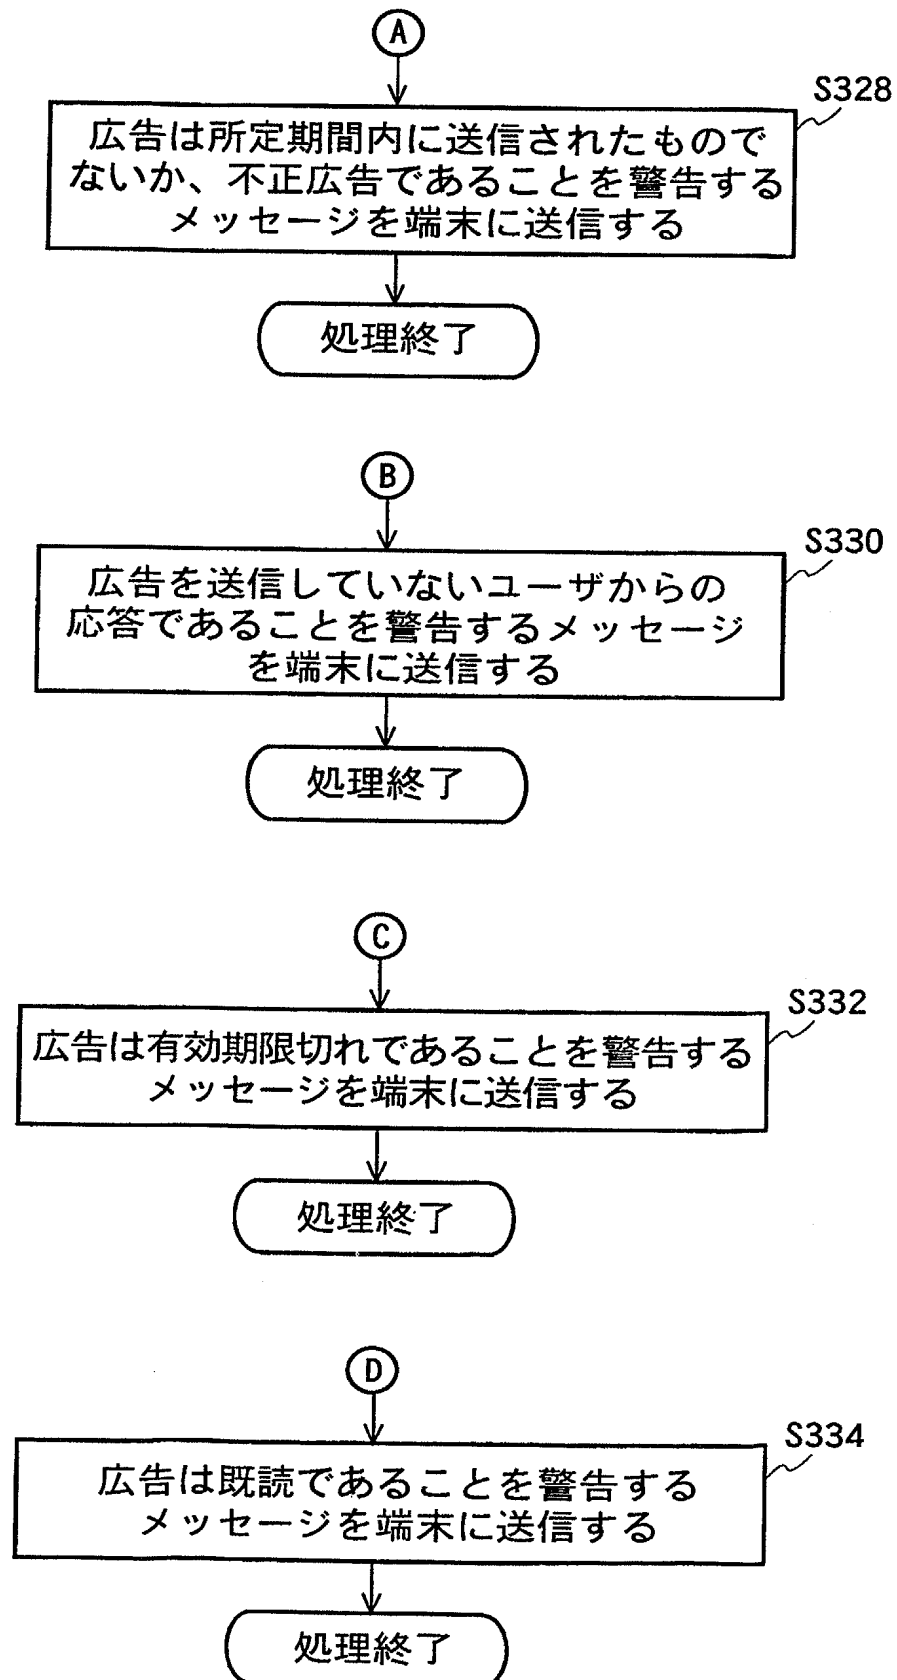 A
S328
広告は所定期間内に送信されたもので
ないか、不正広告であることを警告する
メッセージを端末に送信する
処理終了
B
S330
広告を送信していないユーザからの
応答であることを警告するメッセージ
を端末に送信する
処理終了
C
S332
広告は有効期限切れであることを警告する
メッセージを端末に送信する
処理終了
D
S334
広告は既読であることを警告する
メッセージを端末に送信する
処理終了